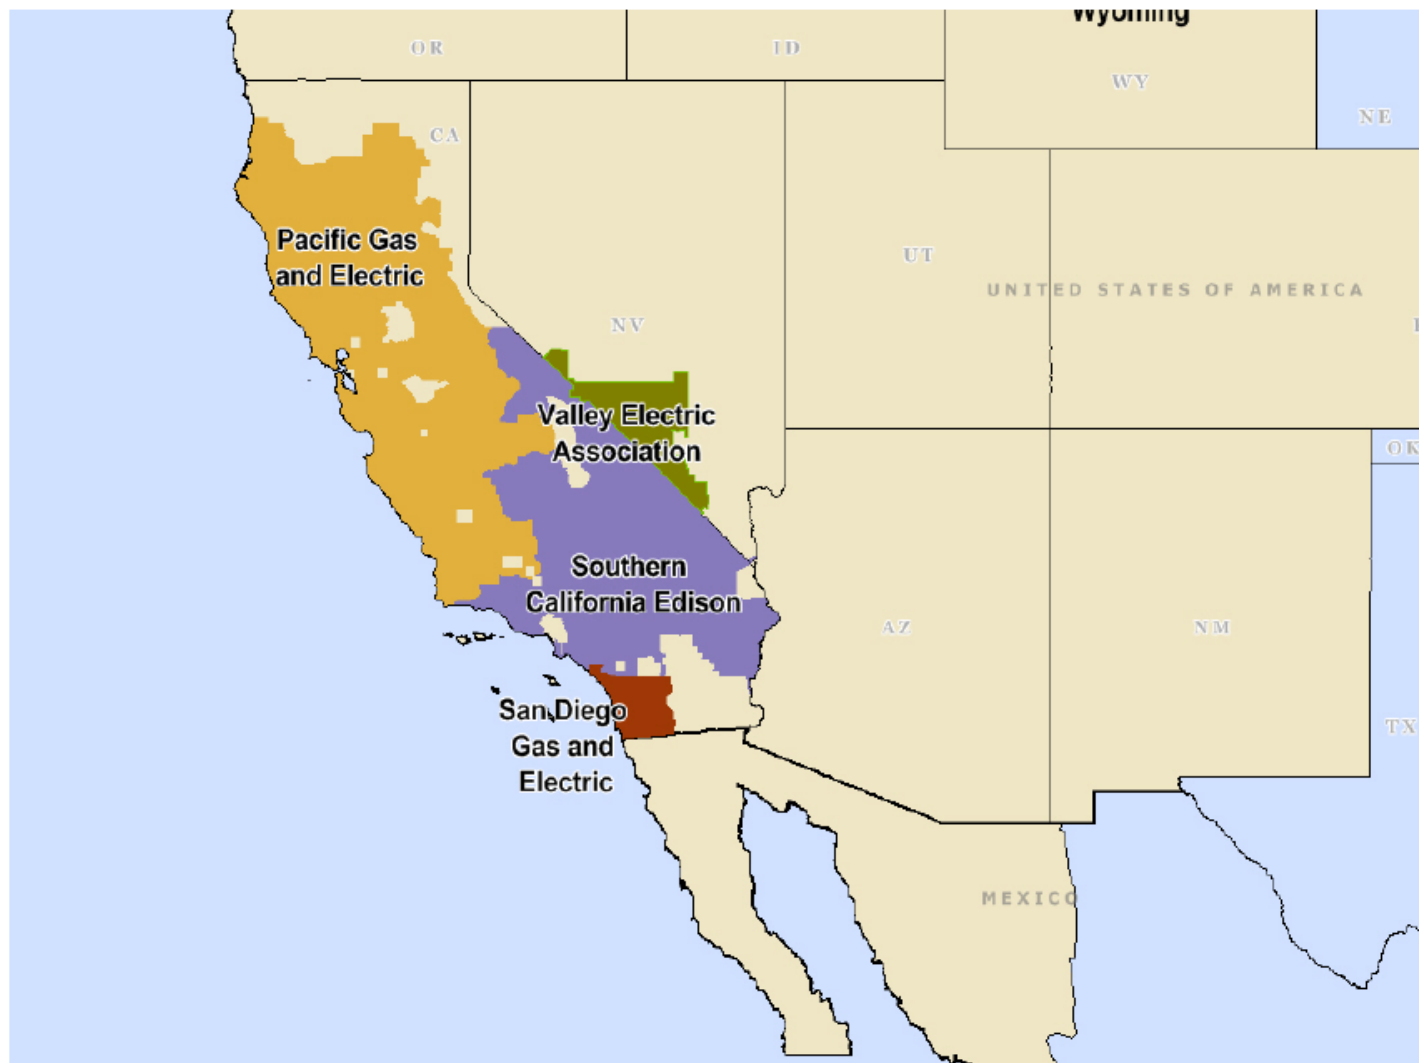 Wyoming
OR
ID
WY
NE
CA
Pacific Gas
and Electric
UT
UNITED STATES OF AMERICA
NV
Valley Electric
Association
OK
Southern
California Edison
AZ
NM
San Diego
Gas and
Electric
TX
MEXICO